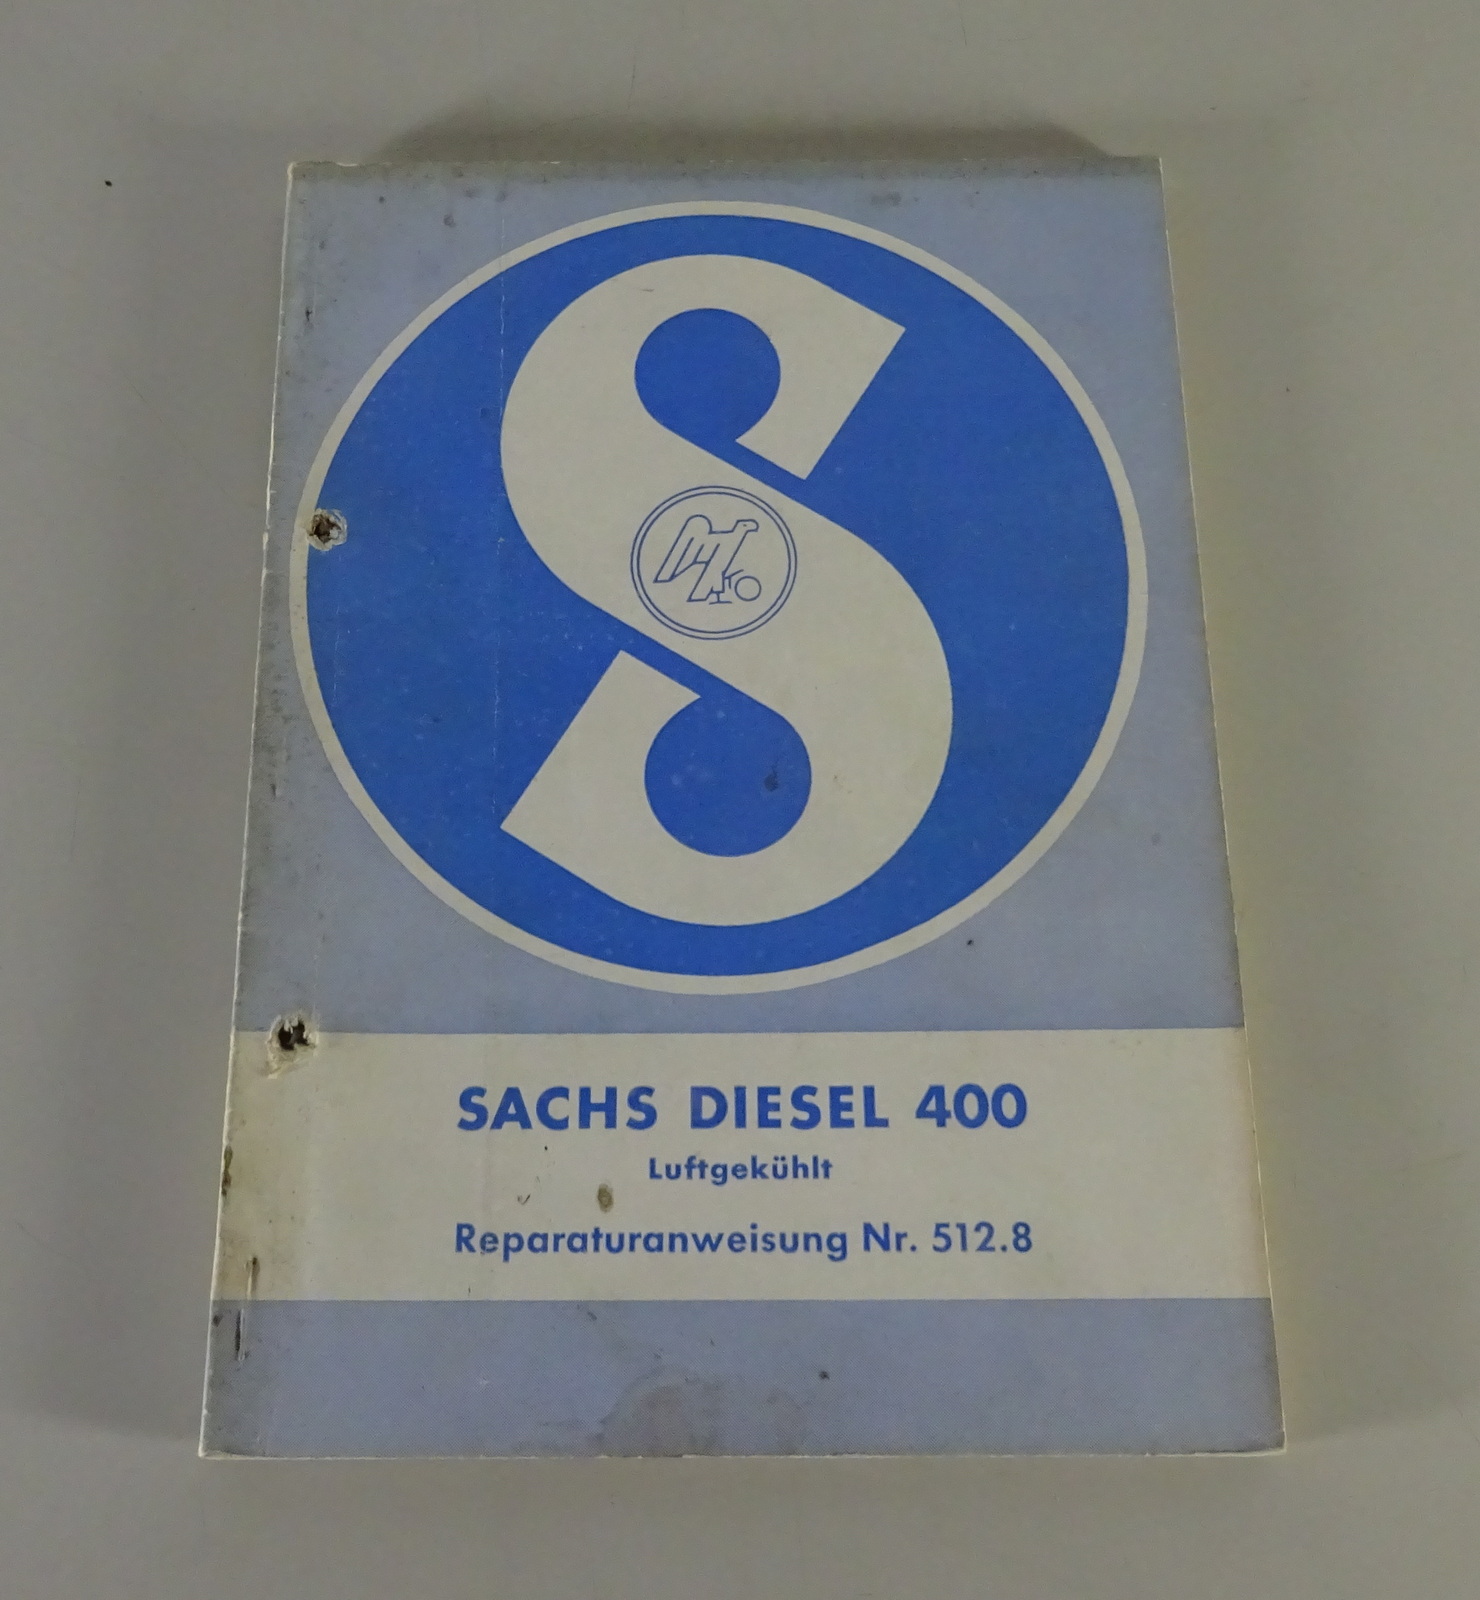 S
SACHS DIESEL 400
Luftgekühlt
Reparaturanweisung Nr. 512.8